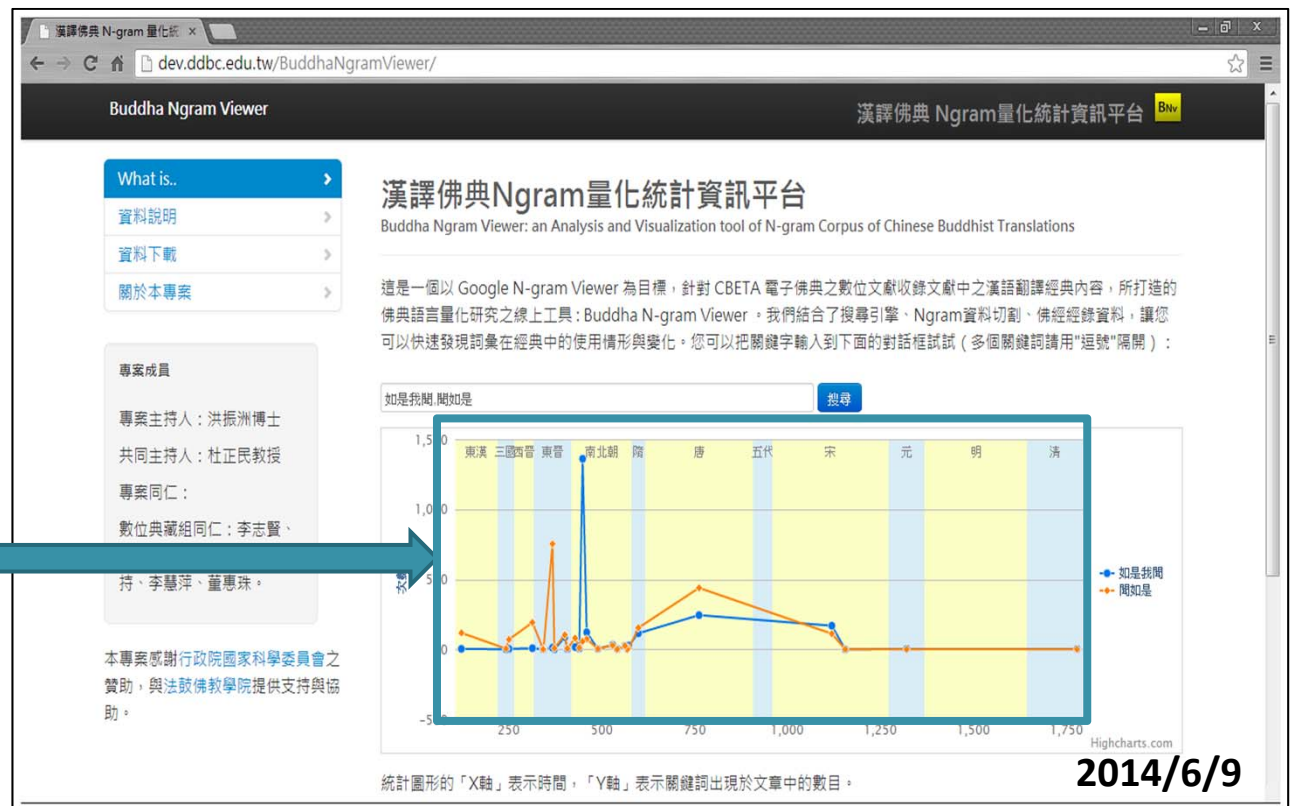 漢譯佛典 N-gram 量化統
dev.ddbc.edu.tw/BuddhaNgramViewer/
Buddha Ngram Viewer
漢譯佛典 Ngram量化統計資訊平台 BNv
What is..
資料說明
資料下載
關於本專案
專案成員
專案主持人：洪振洲博士
共同主持人：杜正民教授
專案同仁：
數位典藏組同仁：李志賢、
持、李慧萍、董惠珠。
本專案感謝行政院國家科學委員會之
贊助，與法鼓佛教學院提供支持與協
助。
漢譯佛典Ngram量化統計資訊平台
Buddha Ngram Viewer: an Analysis and Visualization tool of N-gram Corpus of Chinese Buddhist Translations
這是一個以 Google N-gram Viewer 為目標，針對 CBETA 電子佛典之數位文獻收錄文獻中之漢語翻譯經典內容，所打造的
佛典語言量化研究之線上工具 : Buddha N-gram Viewer 。我們結合了搜尋引擎、Ngram資料切割、佛經經錄資料，讓您
可以快速發現詞彙在經典中的使用情形與變化。您可以把關鍵字輸入到下面的對話框試試 ( 多個關鍵詞請用"逗號"隔開 ) ：
如是我聞,聞如是
搜尋
東漢 三國 西晉 東晉 南北朝 隋 唐 五代 宋 元 明 清
0
如是我聞
聞如是
250 500 750 1,000 1,250 1,500 1,750
Highcharts.com
統計圖形的「X軸」表示時間，「Y軸」表示關鍵詞出現於文章中的數目。
2014/6/9